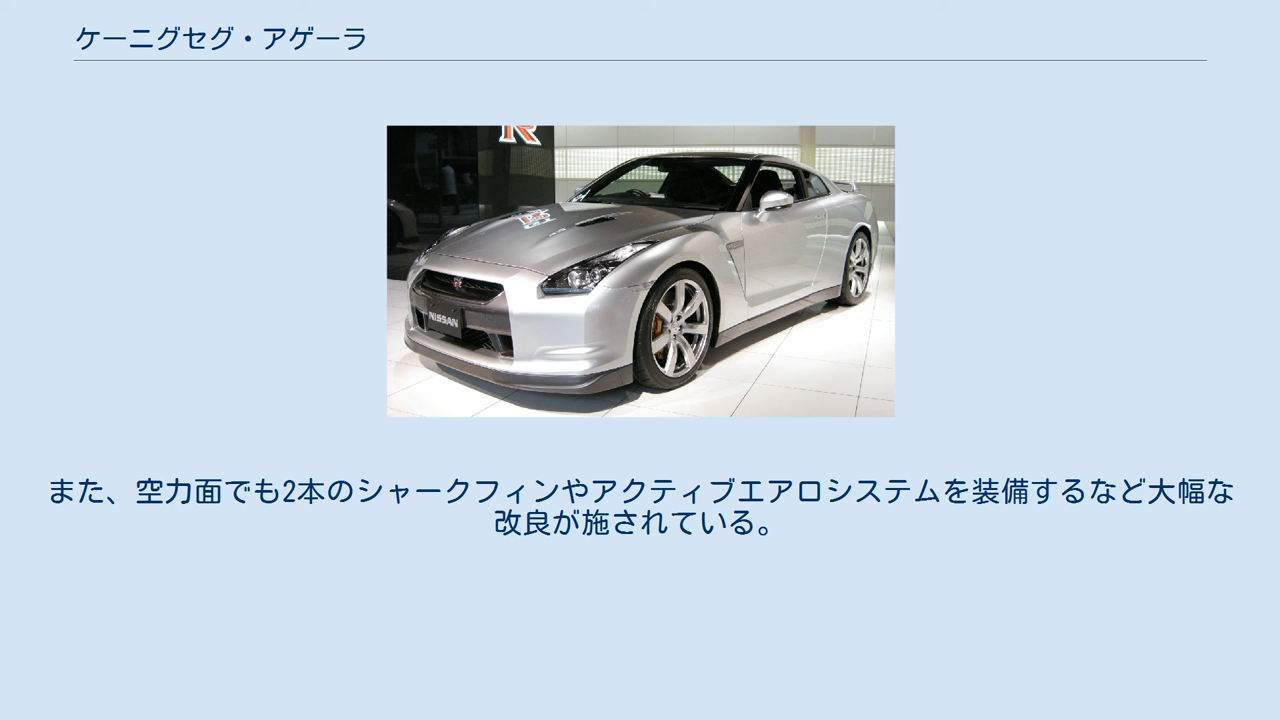 ケーニグセグ・アゲーラ
R
NISSAN
また、空力面でも2本のシャークフィンやアクティブエアロシステムを装備するなど大幅な
改良が施されている。